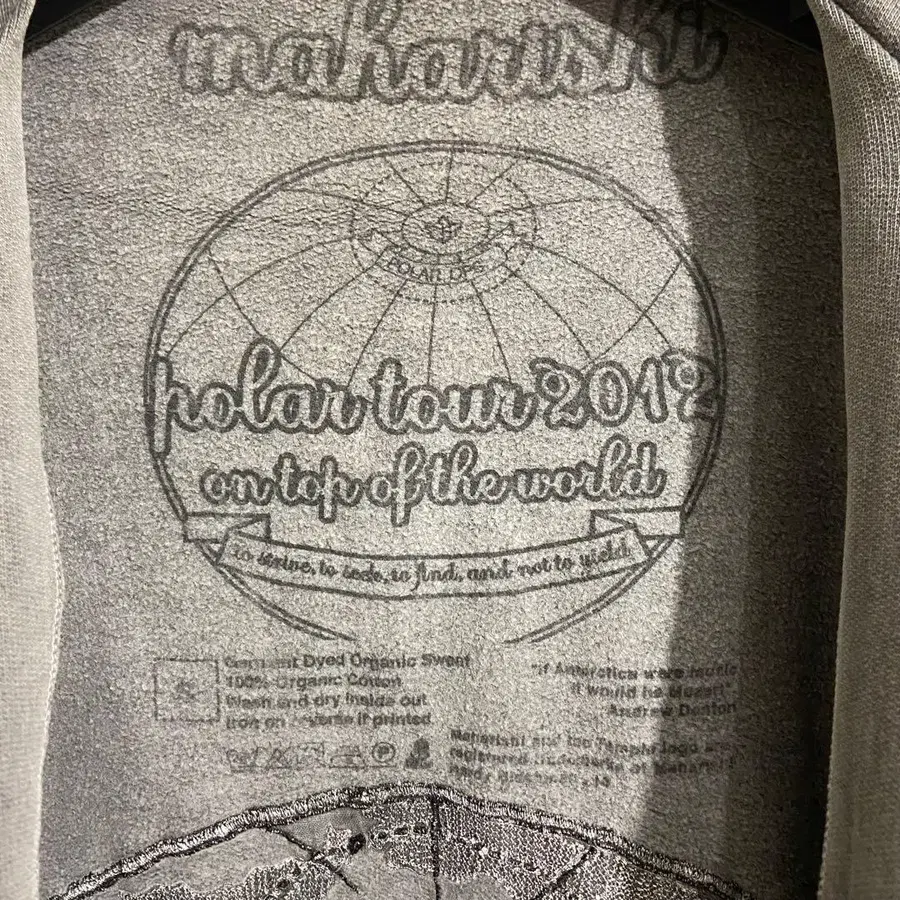 maharishi
POLAR OPS
polar tour 2012
on top of the world
to strive, to seek, to find, and not to yield.
Garment Dyed Organic Sweat
100% Organic Cotton
Wash and dry inside out
Iron on reverse if printed
"If Antarctica were music
it would be Mozart"
Andrew Denton
Maharishi and the Temple logo are
registered trademarks of Maharishi